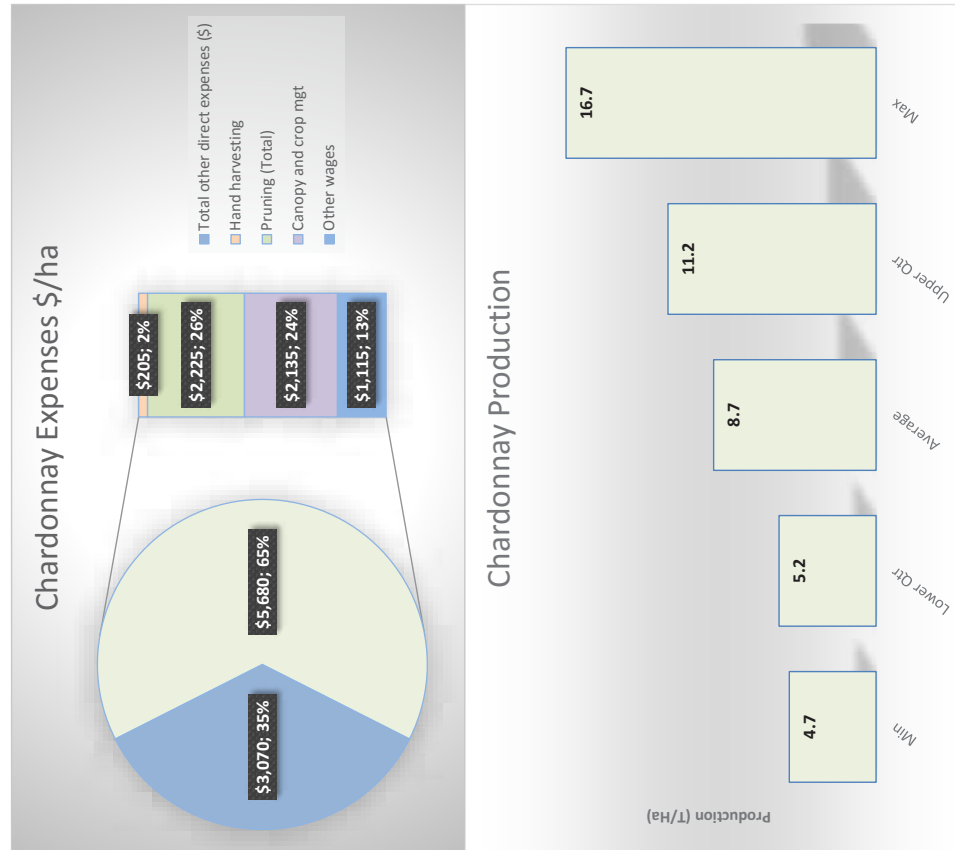 Chardonnay Expenses $/ha
$3,070; 35%
$5,680; 65%
$205; 2%
$2,225; 26%
$2,135; 24%
$1,115; 13%
Total other direct expenses ($)
Hand harvesting
Pruning (Total)
Canopy and crop mgt
Other wages
Chardonnay Production
Production (T/Ha)
4.7
5.2
8.7
11.2
16.7
Min
Lower Qtr
Average
Upper Qtr
Max